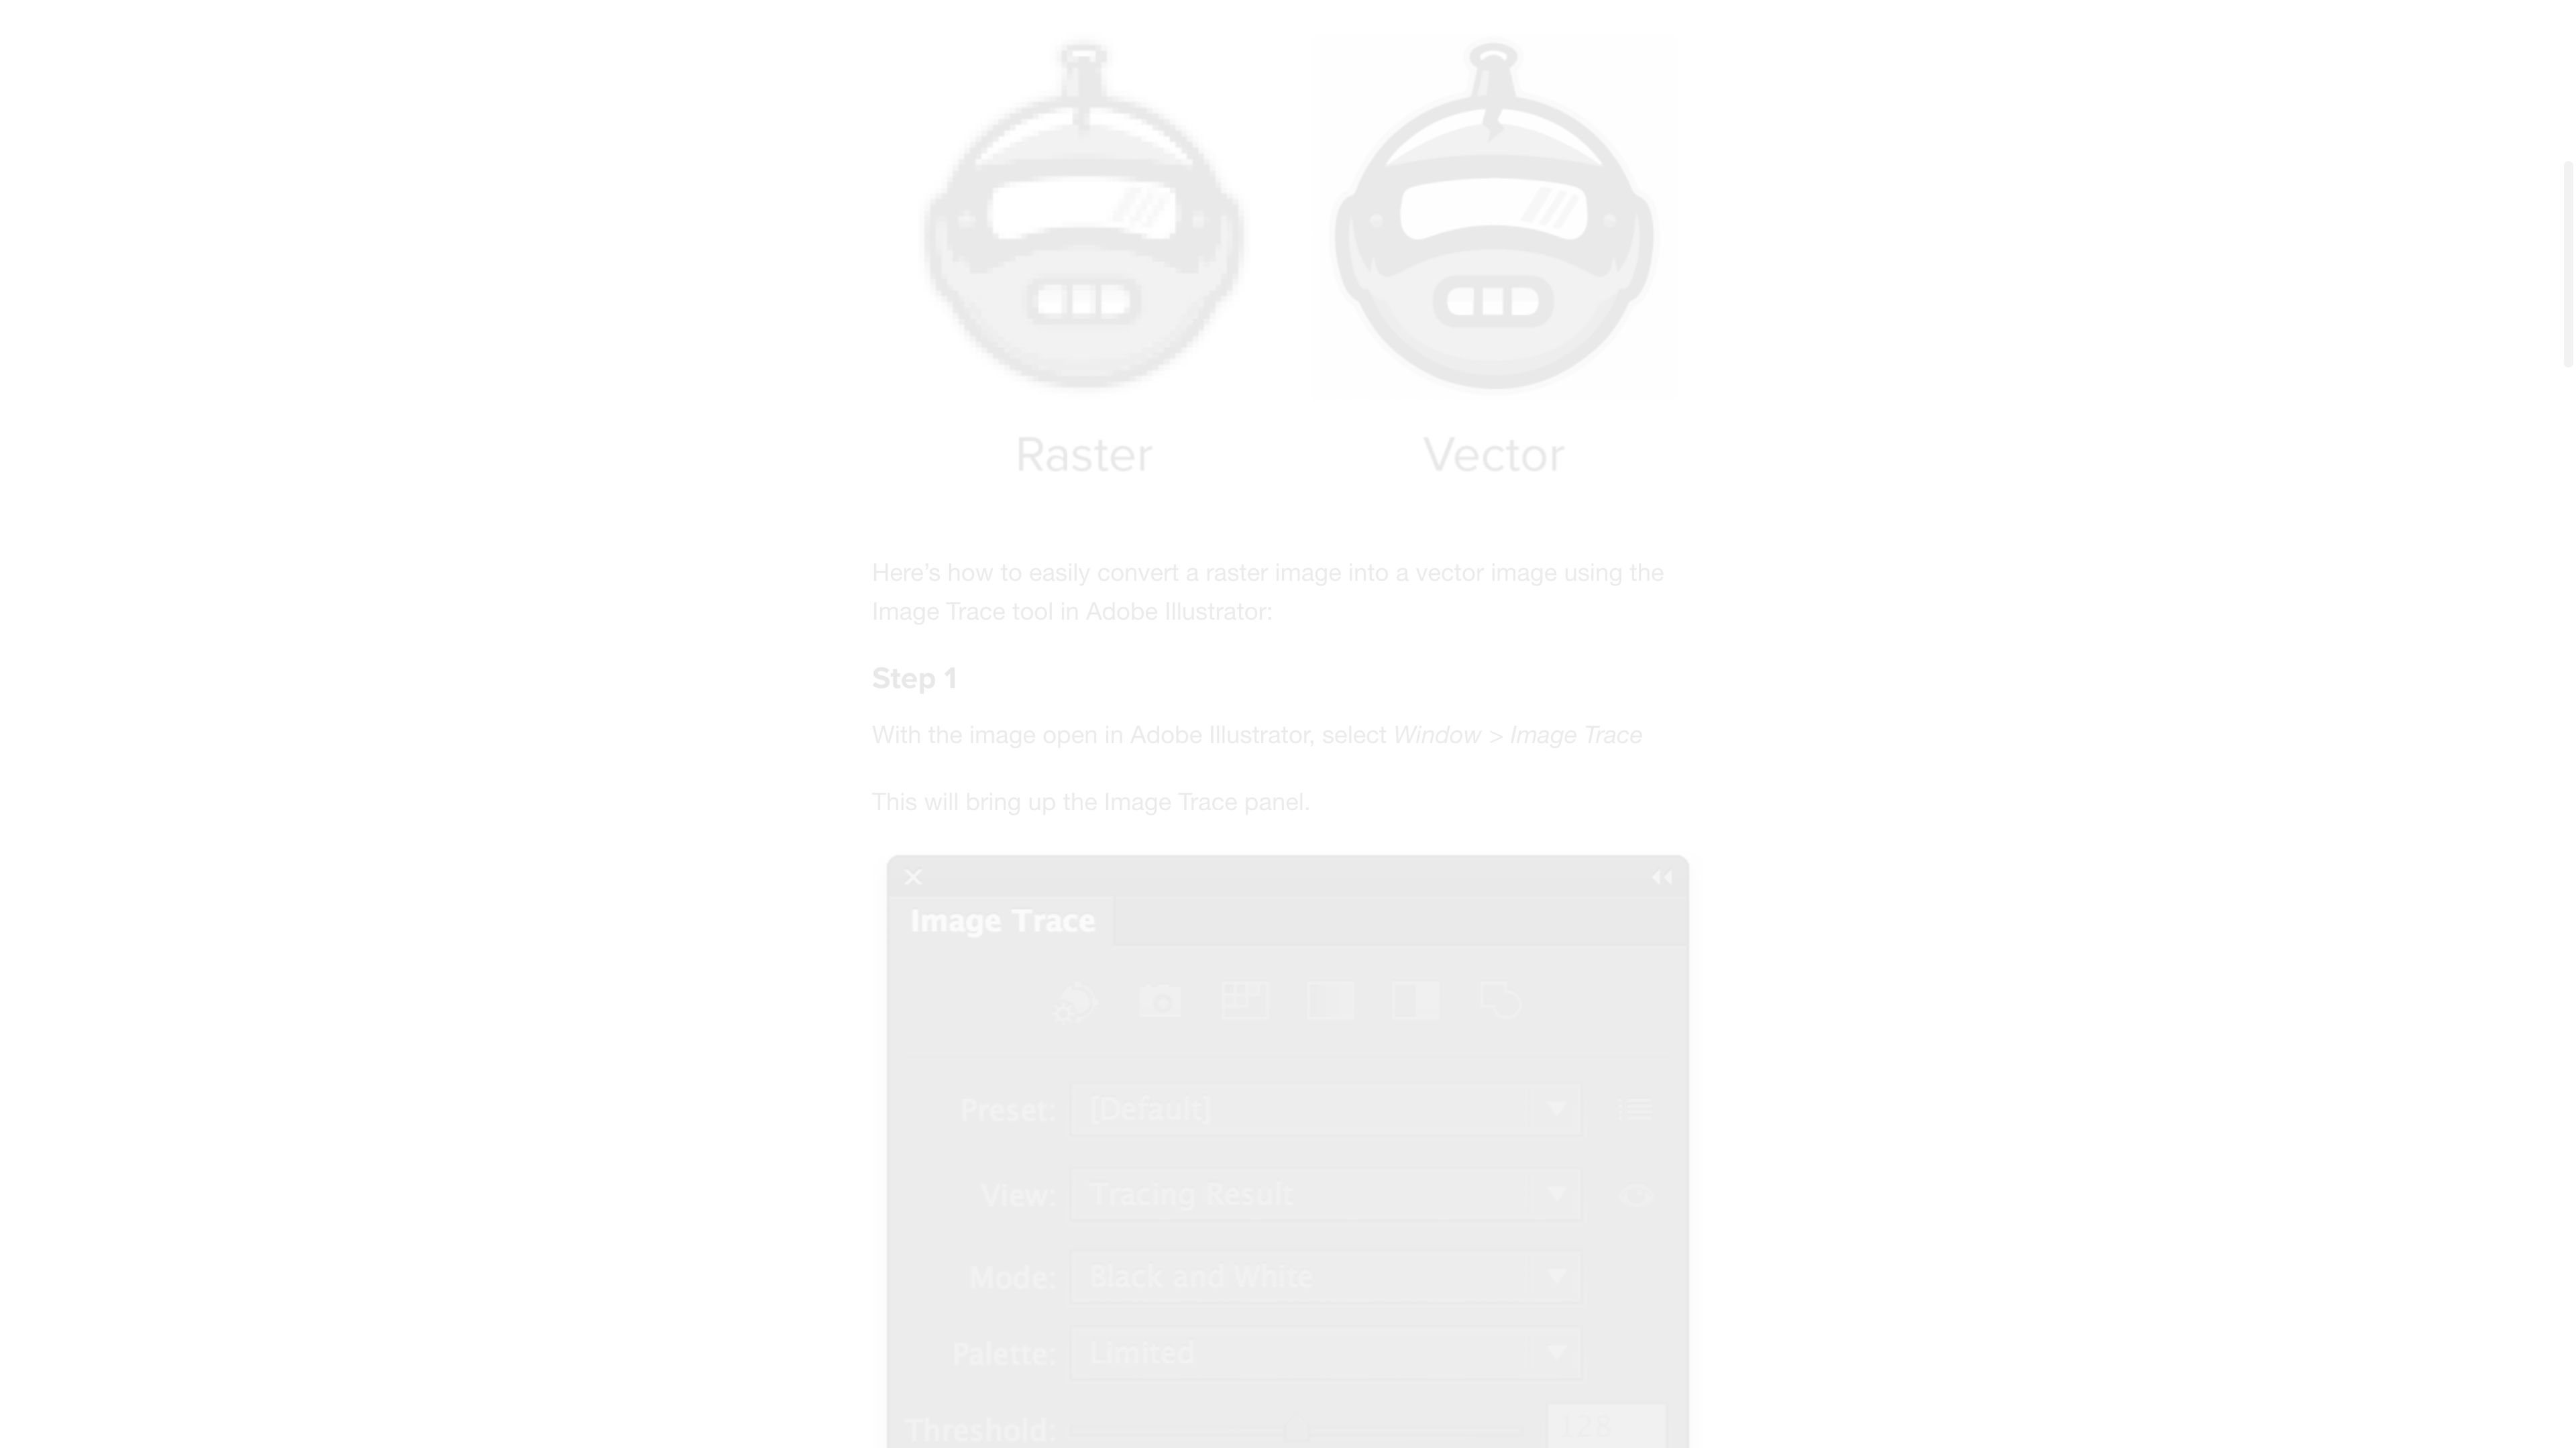 Raster
Vector
Here’s how to easily convert a raster image into a vector image using the
Image Trace tool in Adobe Illustrator:
Step 1
With the image open in Adobe Illustrator, select Window > Image Trace
This will bring up the Image Trace panel.
Image Trace
Preset: [Default]
View: Tracing Result
Mode: Black and White
Palette: Limited
Threshold: 128